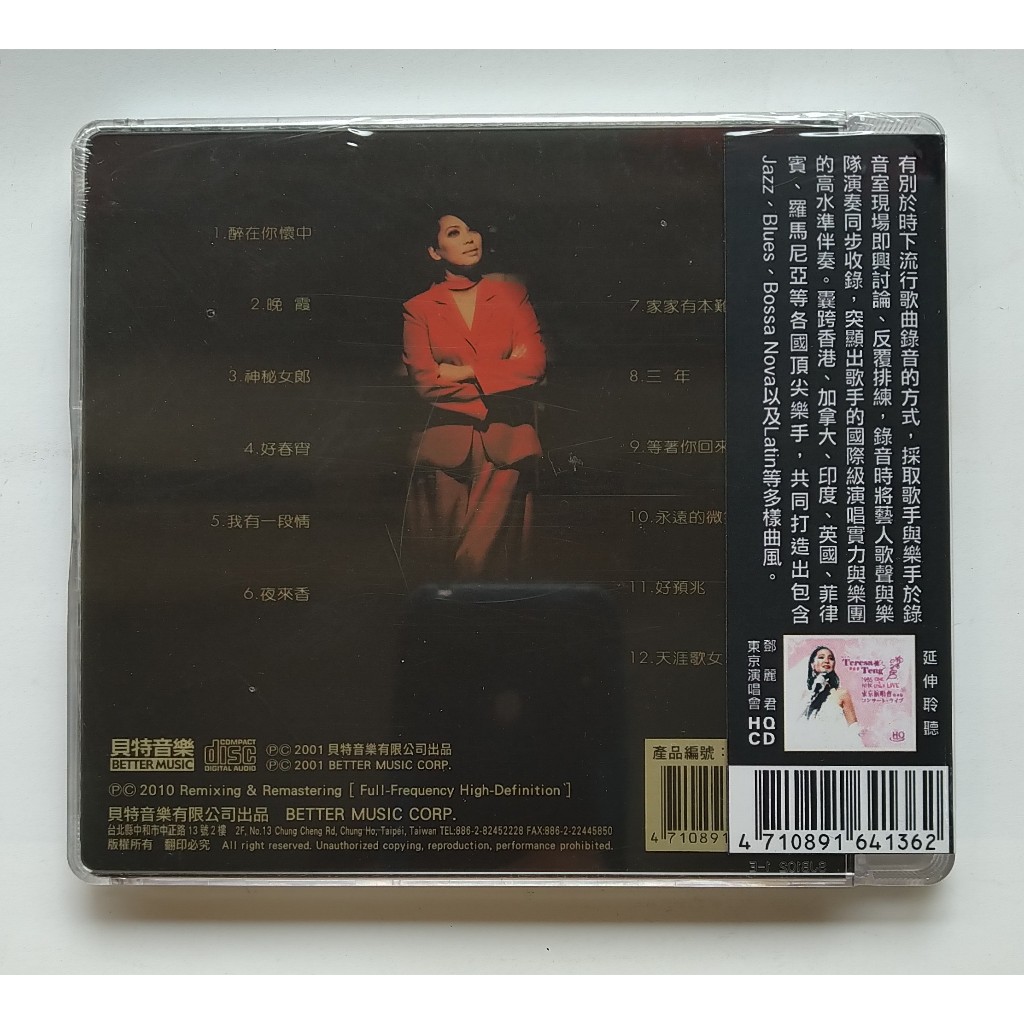 1.醉在你懷中
2.晚 霞
3.神秘女郎
4.好春宵
5.我有一段情
6.夜來香
7.家家有本難
8.三 年
9.等著你回來
10.永遠的微
11.好預兆
12.天涯歌女
有別於時下流行歌曲錄音的方式，採取歌手與樂手於錄
音室現場即興討論、反覆排練，錄音時將藝人歌聲與樂
隊演奏同步收錄，突顯出歌手的國際級演唱實力與樂團
的高水準伴奏。囊跨香港、加拿大、印度、英國、菲律
賓、羅馬尼亞等各國頂尖樂手，共同打造出包含
Jazz、Blues、Bossa Nova以及Latin等多樣曲風。
延伸聆聽
鄧麗君
東京演唱會
HQCD
Teresa Teng
貝特音樂
BETTER MUSIC
COMPACT
disc
DIGITAL AUDIO
ⓅⒸ 2001 貝特音樂有限公司出品
ⓅⒸ 2001 BETTER MUSIC CORP.
ⓅⒸ 2010 Remixing & Remastering [ Full-Frequency High-Definition ]
貝特音樂有限公司出品 BETTER MUSIC CORP.
台北縣中和市中正路 13 號 2 樓 2F, No.13 Chung Cheng Rd, Chung Ho, Taipei, Taiwan TEL:886-2-82452228 FAX:886-2-22445850
版權所有 翻印必究 All right reserved. Unauthorized copying, reproduction, performance prohibited.
產品編號：
4 710891
4 710891 641362